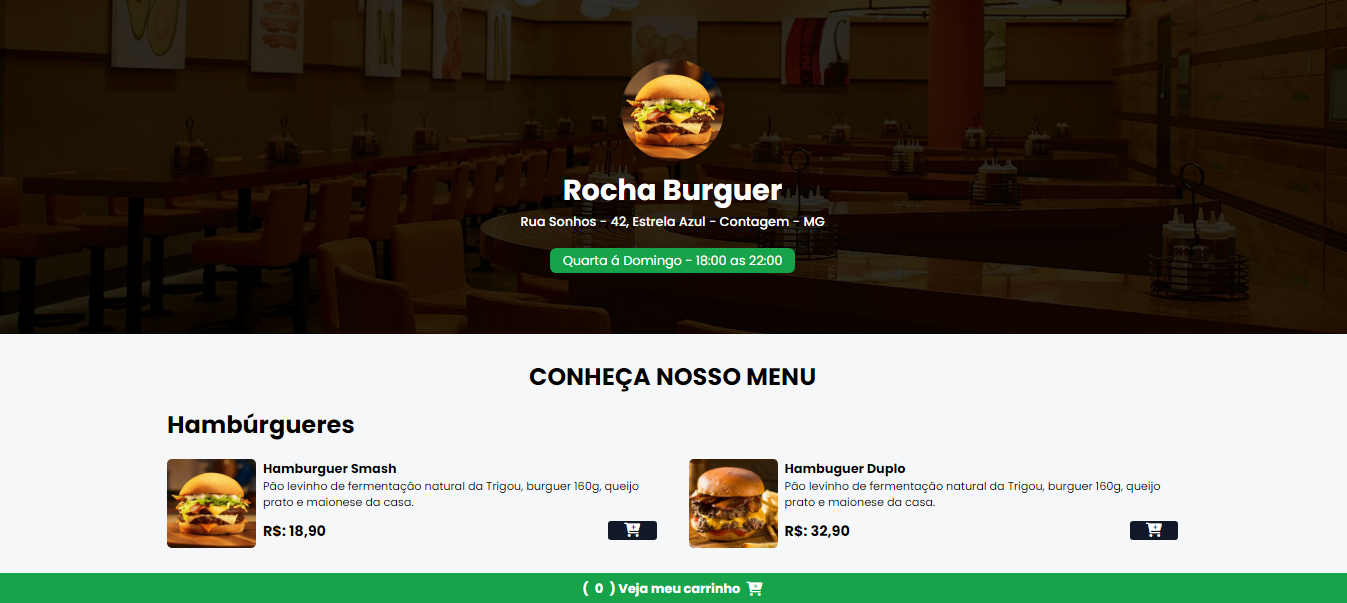 Rocha Burguer
Rua Sonhos - 42, Estrela Azul - Contagem - MG
Quarta á Domingo - 18:00 as 22:00
CONHEÇA NOSSO MENU
Hambúrgueres
Hamburguer Smash
Pão levinho de fermentação natural da Trigou, burguer 160g, queijo
prato e maionese da casa.
R$: 18,90
Hambuguer Duplo
Pão levinho de fermentação natural da Trigou, burguer 160g, queijo
prato e maionese da casa.
R$: 32,90
( 0 ) Veja meu carrinho